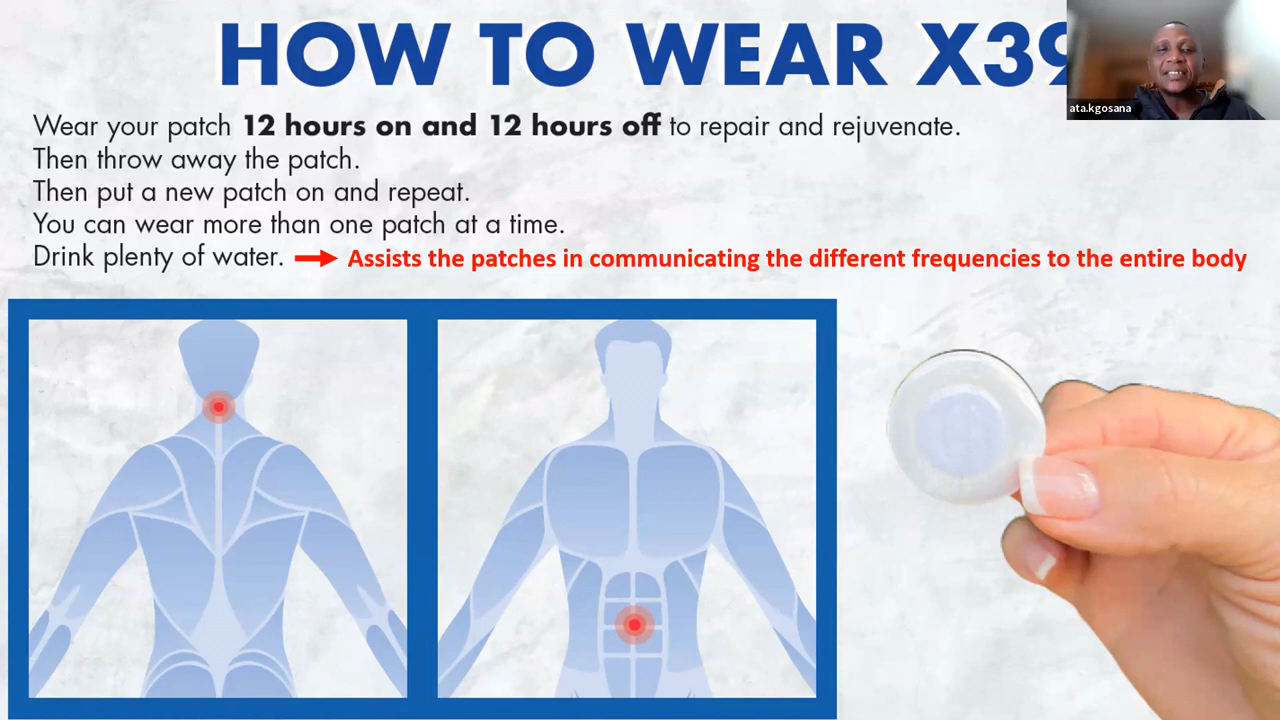 HOW TO WEAR X39
ata.kgosana
Wear your patch 12 hours on and 12 hours off to repair and rejuvenate.
Then throw away the patch.
Then put a new patch on and repeat.
You can wear more than one patch at a time.
Drink plenty of water. Assists the patches in communicating the different frequencies to the entire body